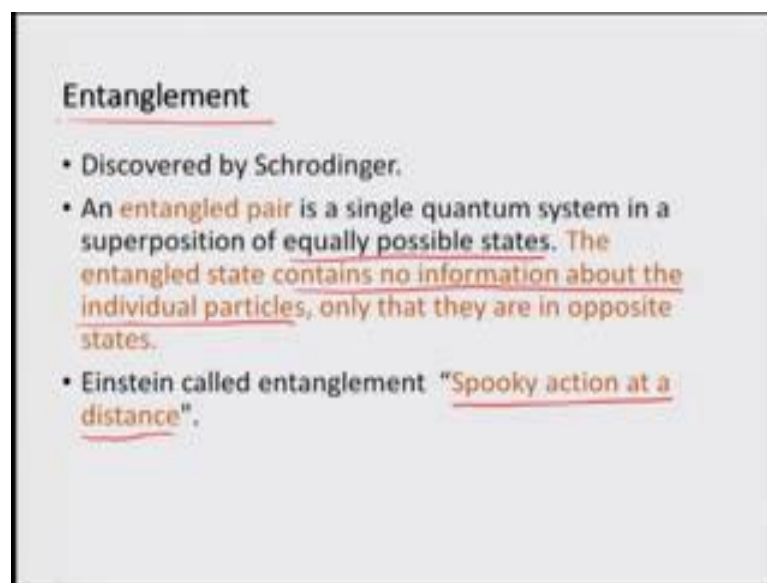 Entanglement
• Discovered by Schrodinger.
• An entangled pair is a single quantum system in a
superposition of equally possible states. The
entangled state contains no information about the
individual particles, only that they are in opposite
states.
• Einstein called entanglement "Spooky action at a
distance".